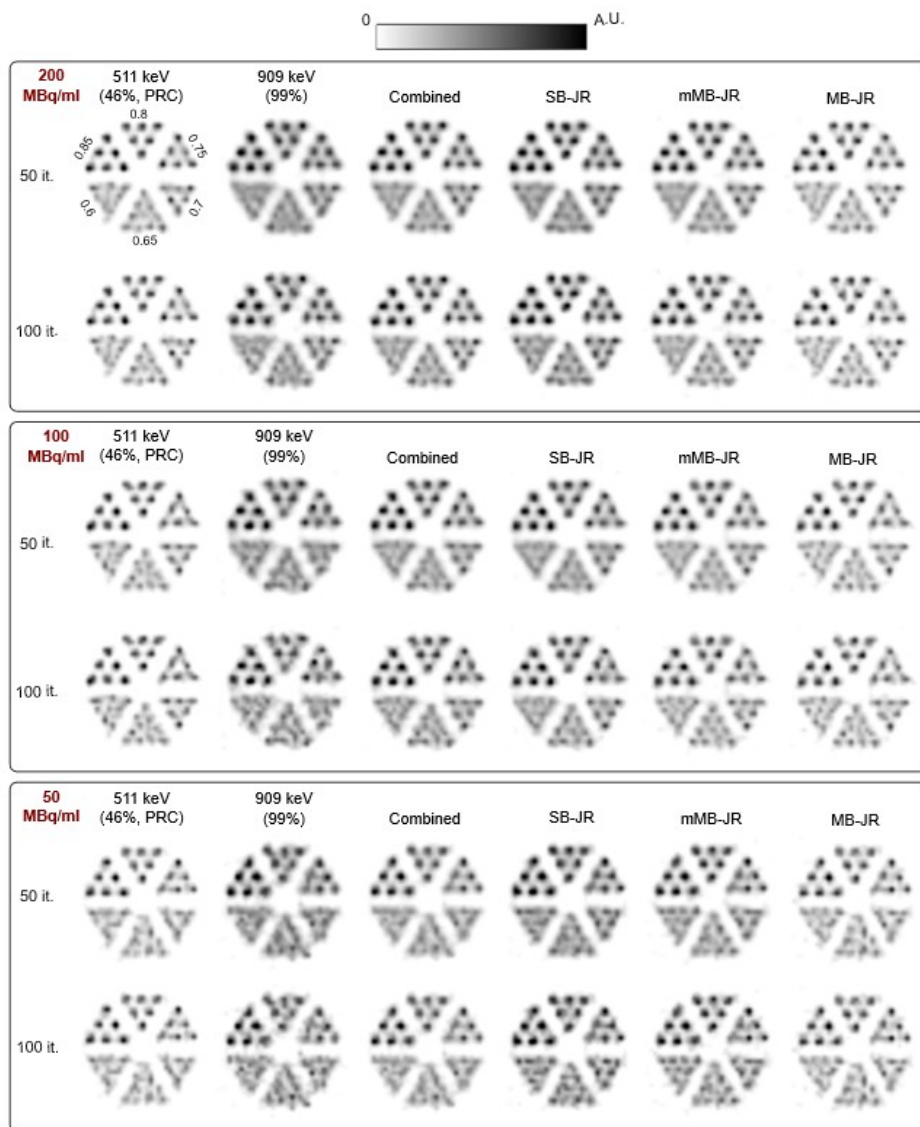 0 A.U.
200 MBq/ml
511 keV (46%, PRC)
909 keV (99%)
Combined
SB-JR
mMB-JR
MB-JR
0.8
0.85
0.75
50 it.
0.6
0.7
0.65
100 it.
100 MBq/ml
511 keV (46%, PRC)
909 keV (99%)
Combined
SB-JR
mMB-JR
MB-JR
50 it.
100 it.
50 MBq/ml
511 keV (46%, PRC)
909 keV (99%)
Combined
SB-JR
mMB-JR
MB-JR
50 it.
100 it.